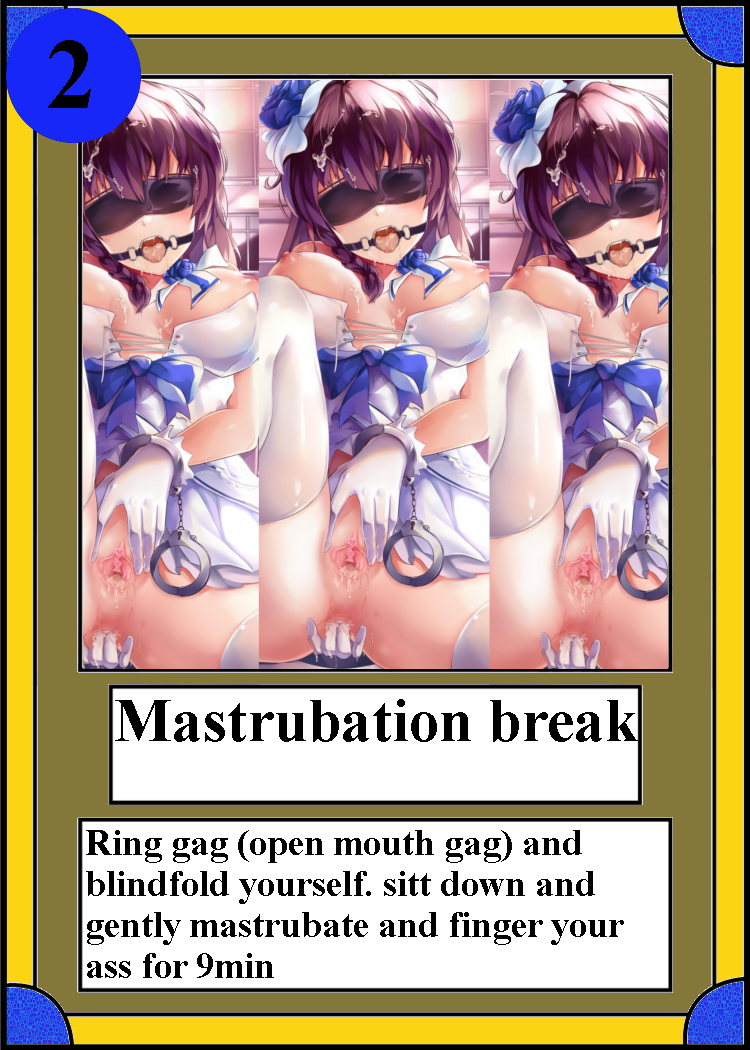 2
Mastrubation break
Ring gag (open mouth gag) and
blindfold yourself. sitt down and
gently mastrubate and finger your
ass for 9min